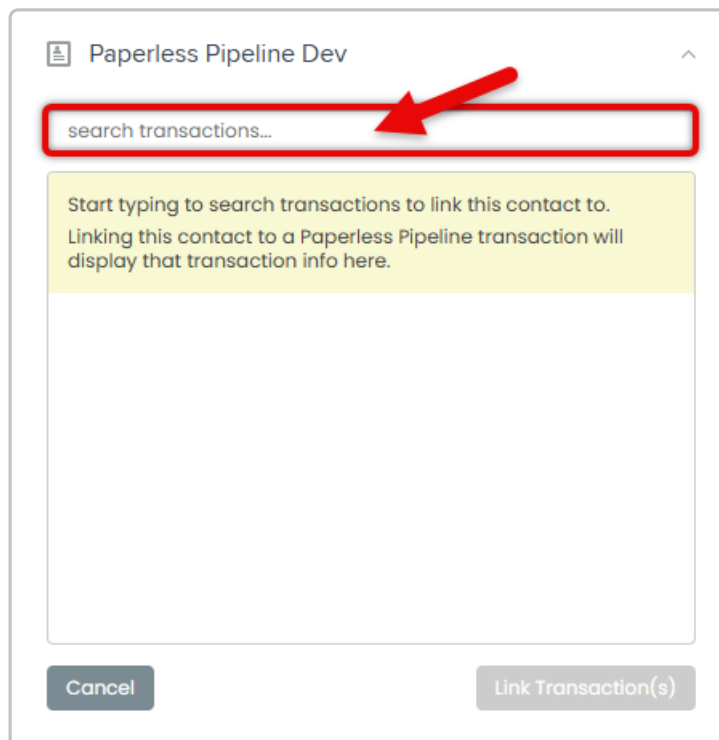 Paperless Pipeline Dev
search transactions...
Start typing to search transactions to link this contact to.
Linking this contact to a Paperless Pipeline transaction will
display that transaction info here.
Cancel
Link Transaction(s)